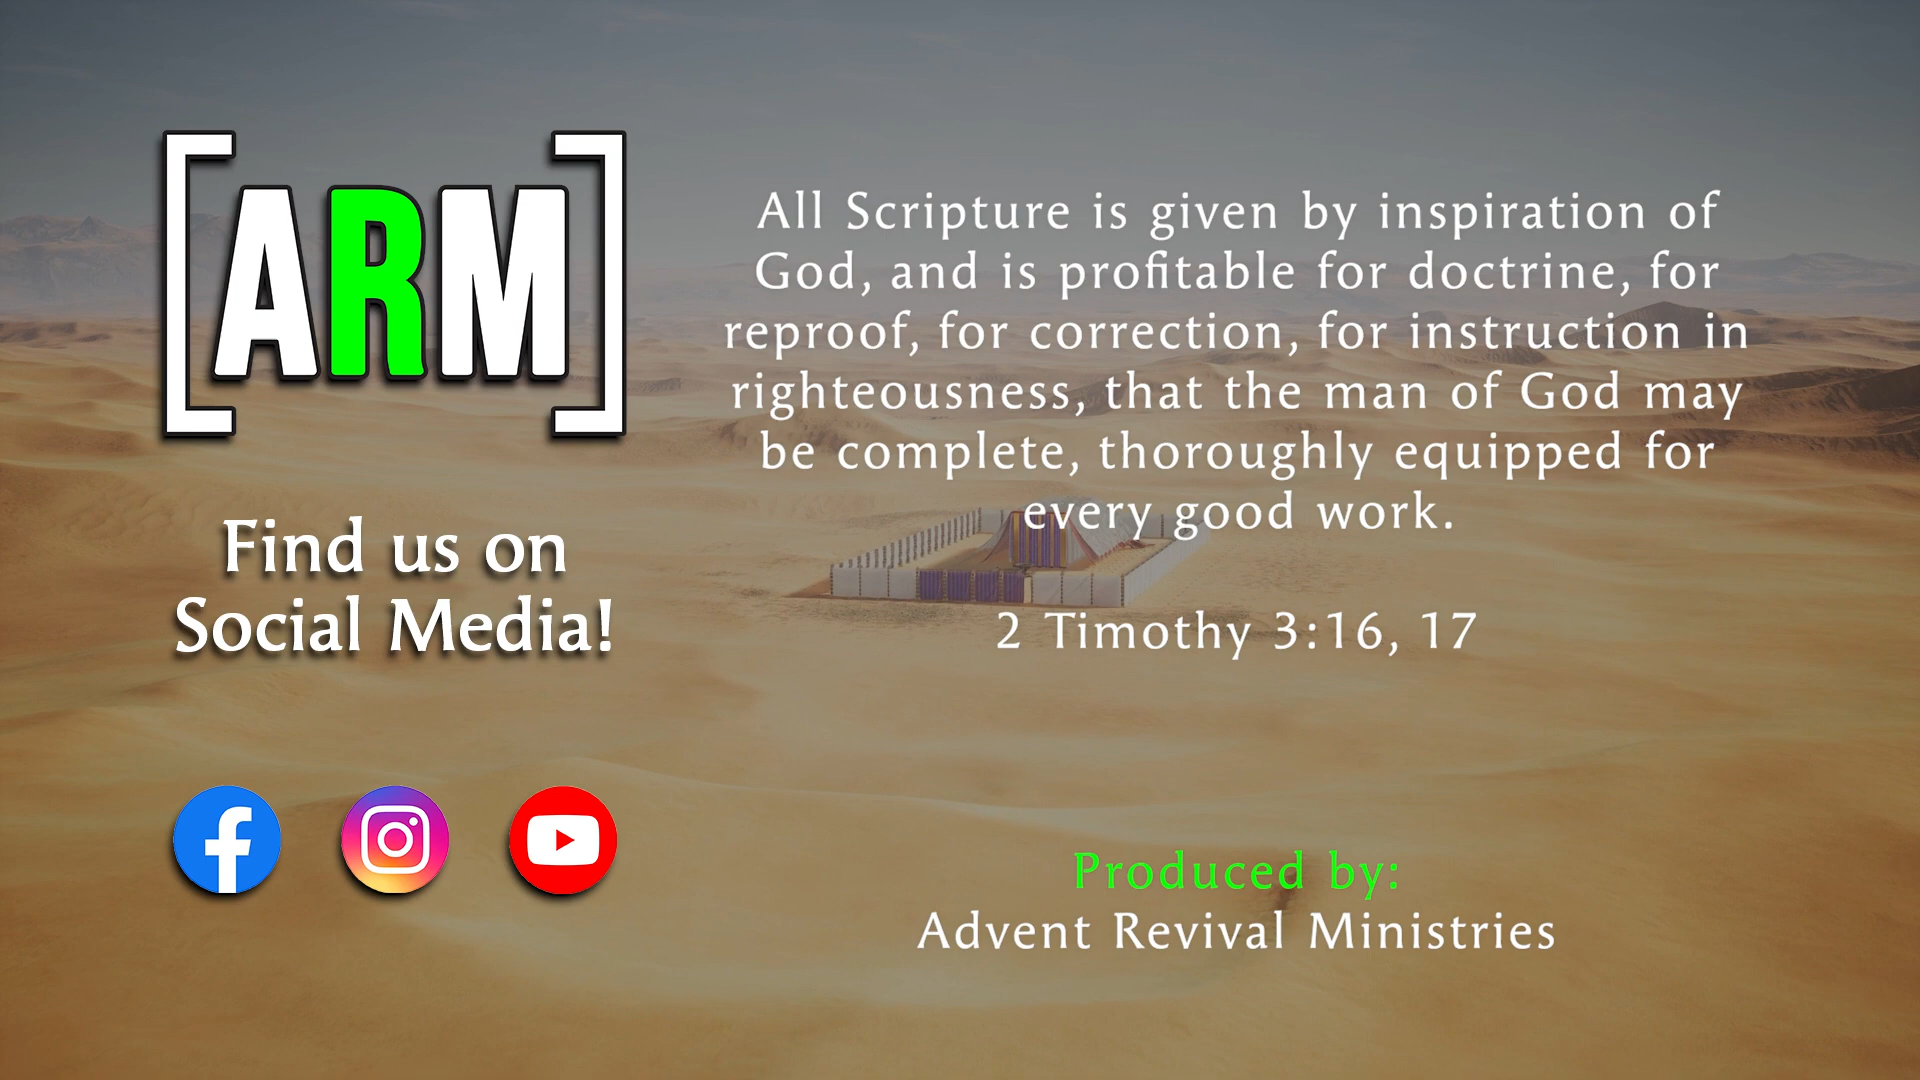 [ARM]
Find us on
Social Media!
All Scripture is given by inspiration of
God, and is profitable for doctrine, for
reproof, for correction, for instruction in
righteousness, that the man of God may
be complete, thoroughly equipped for
every good work.
2 Timothy 3:16, 17
Produced by:
Advent Revival Ministries